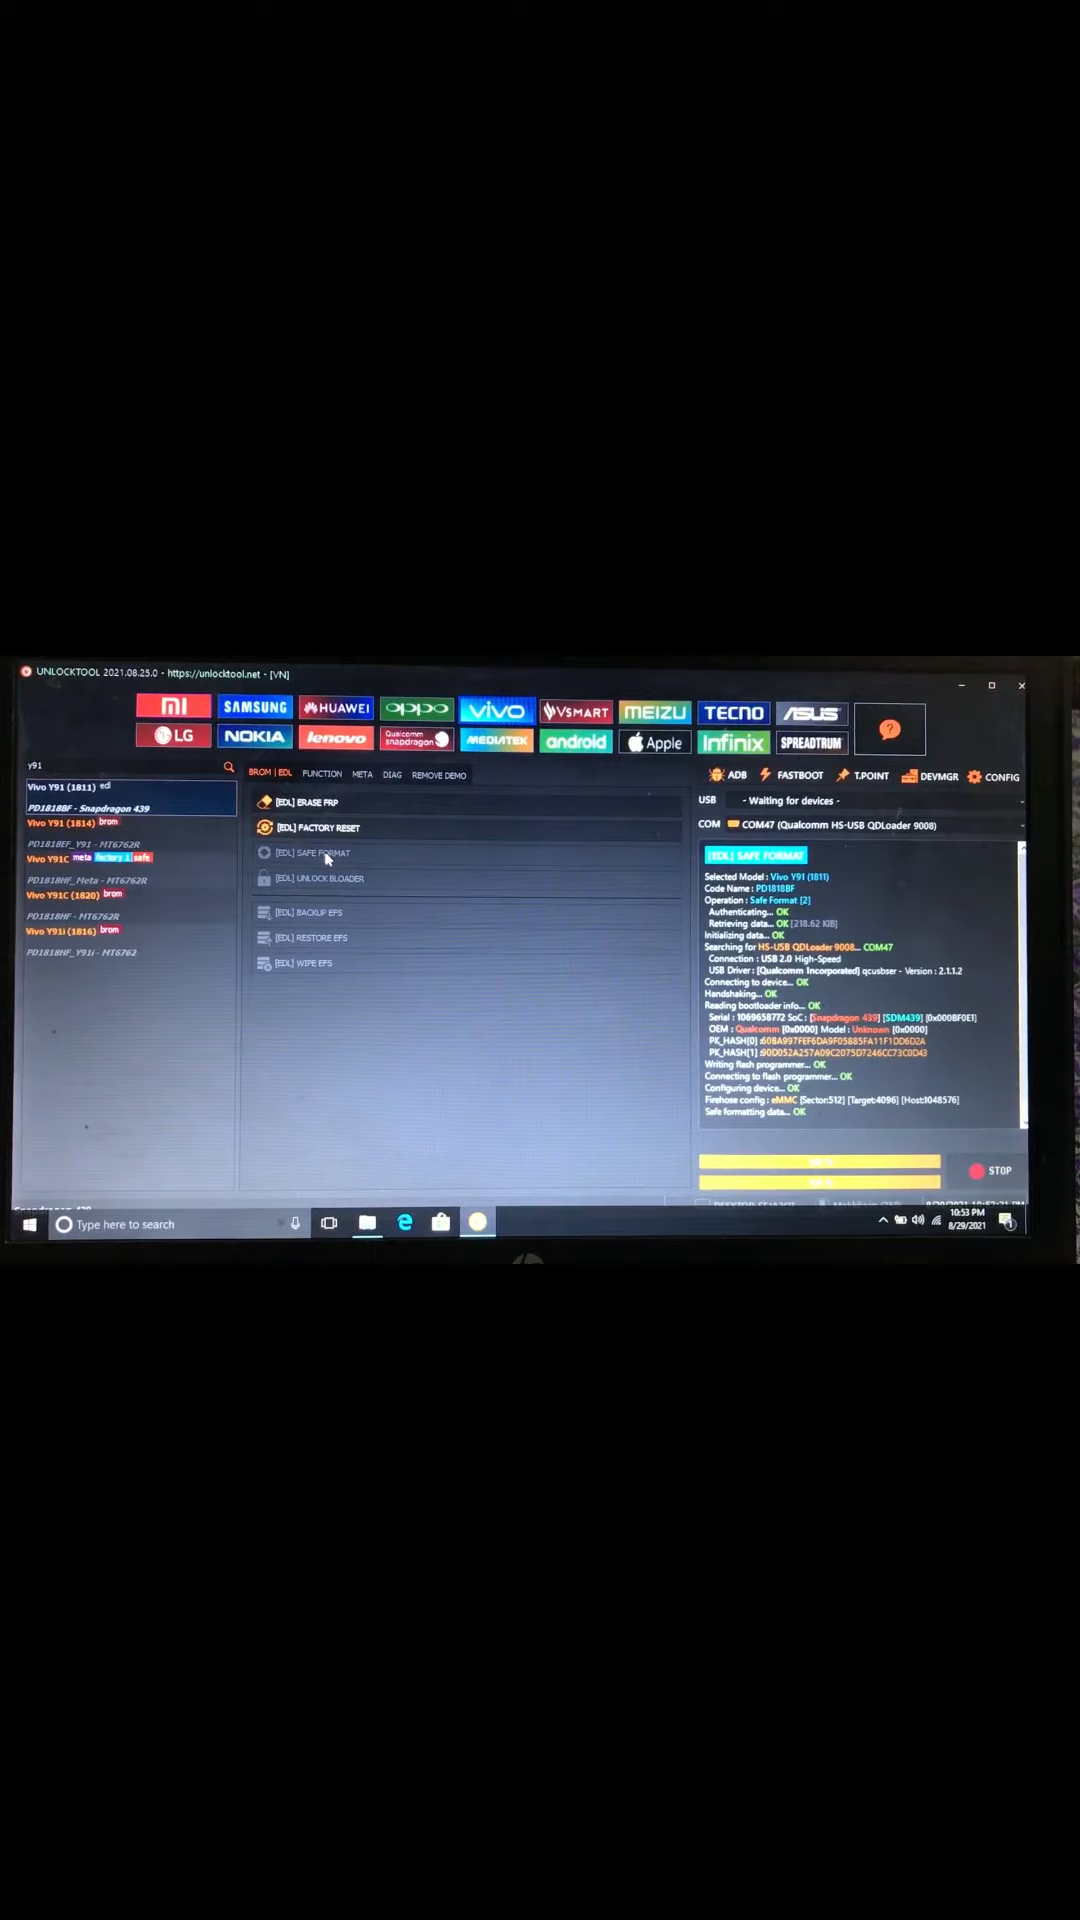 UNLOCKTOOL 2021.08.25.0 - https://unlocktool.net - [VN]
MI SAMSUNG HUAWEI oppo vivo VSMART MEIZU TECNO ASUS
LG NOKIA lenovo Qualcomm snapdragon MEDIATEK android Apple Infinix SPREADTRUM
y91
BROM | EDL FUNCTION META DIAG REMOVE DEMO
ADB FASTBOOT T.POINT DEVMGR CONFIG
Vivo Y91 (1811) edl
PD1818BF - Snapdragon 439
Vivo Y91 (1814) brom
PD1818EF_Y91 - MT6762R
Vivo Y91C meta factory 1 safe
PD1818HF_Meta - MT6762R
Vivo Y91C (1820) brom
PD1818HF - MT6762R
Vivo Y91i (1816) brom
PD1818HF_Y91i - MT6762
[EDL] ERASE FRP
[EDL] FACTORY RESET
[EDL] SAFE FORMAT
[EDL] UNLOCK BLOADER
[EDL] BACKUP EFS
[EDL] RESTORE EFS
[EDL] WIPE EFS
USB - Waiting for devices -
COM COM47 (Qualcomm HS-USB QDLoader 9008)
[EDL] SAFE FORMAT
Selected Model : Vivo Y91 (1811)
Code Name : PD1818BF
Operation : Safe Format [2]
Authenticating... OK
Retrieving data... OK [218.62 KiB]
Initializing data... OK
Searching for HS-USB QDLoader 9008... COM47
Connection : USB 2.0 High-Speed
USB Driver : [Qualcomm Incorporated] qcusbser - Version : 2.1.1.2
Connecting to device... OK
Handshaking... OK
Reading bootloader info... OK
Serial : 1069658772 SoC : [Snapdragon 439] [SDM439] [0x000BF0E1]
OEM : Qualcomm [0x0000] Model : Unknown [0x0000]
PK_HASH[0] :60BA997FEF6DA9F05885FA11F1DD6D2A
PK_HASH[1] :90D052A257A09C2075D7246CC73C0D43
Writing flash programmer... OK
Connecting to flash programmer... OK
Configuring device... OK
Firehose config : eMMC [Sector:512] [Target:4096] [Host:1048576]
Safe formatting data... OK
STOP
Type here to search
10:53 PM
8/29/2021
1
hp